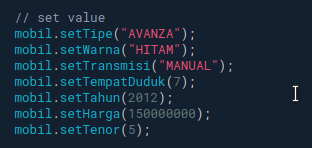 // set value
mobil.setTipe("AVANZA");
mobil.setWarna("HITAM");
mobil.setTransmisi("MANUAL");
mobil.setTempatDuduk(7);
mobil.setTahun(2012);
mobil.setHarga(150000000);
mobil.setTenor(5);